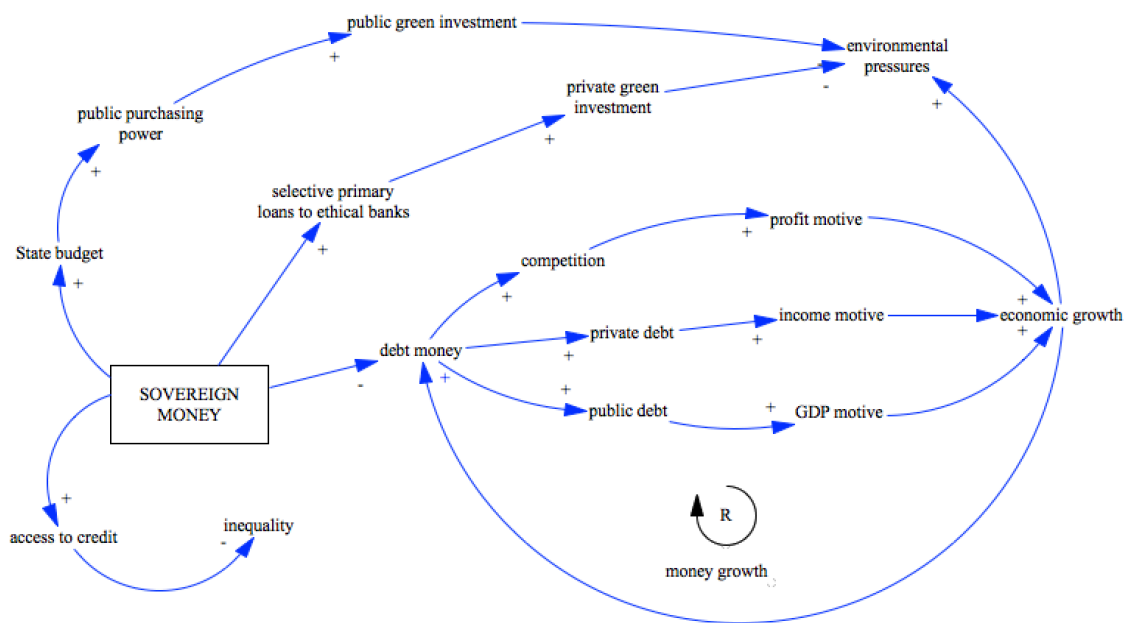 public green investment
+
environmental
pressures
-
-
+
private green
investment
+
public purchasing
power
+
selective primary
loans to ethical banks
+
State budget
+
profit motive
+
competition
+
economic growth
+
+
income motive
+
private debt
+
debt money
-
+
+
public debt
+
GDP motive
SOVEREIGN
MONEY
+
access to credit
inequality
-
R
money growth